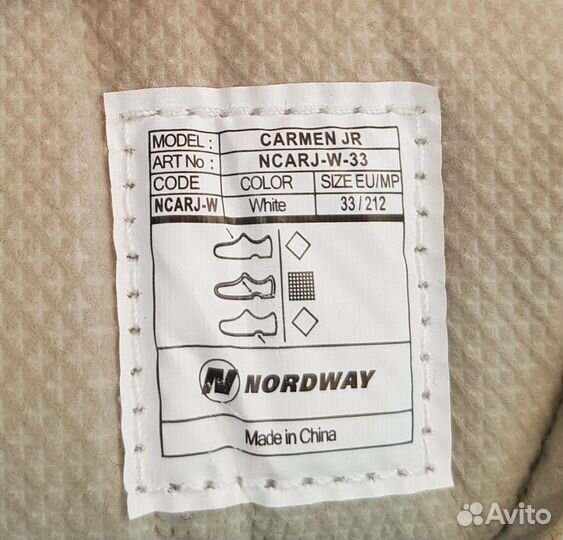 MODEL : CARMEN JR
ART No : NCARJ-W-33
CODE COLOR SIZE EU/MP
NCARJ-W White 33 / 212
N NORDWAY
Made in China
Avito